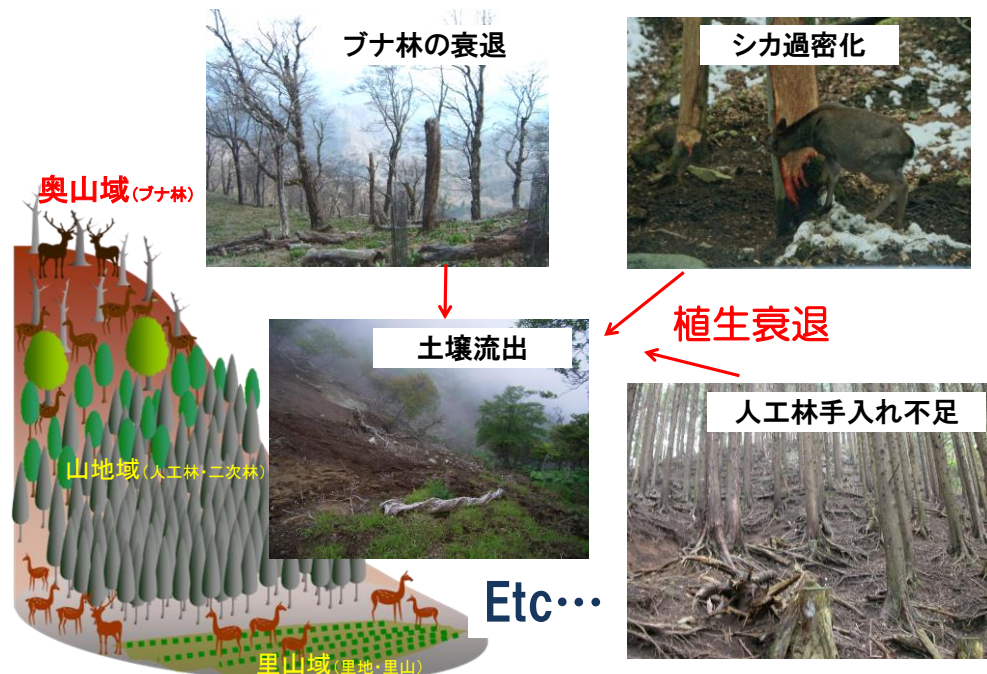 ブナ林の衰退
シカ過密化
奥山域(ブナ林)
植生衰退
土壌流出
人工林手入れ不足
山地域(人工林・二次林)
Etc…
里山域(里地・里山)